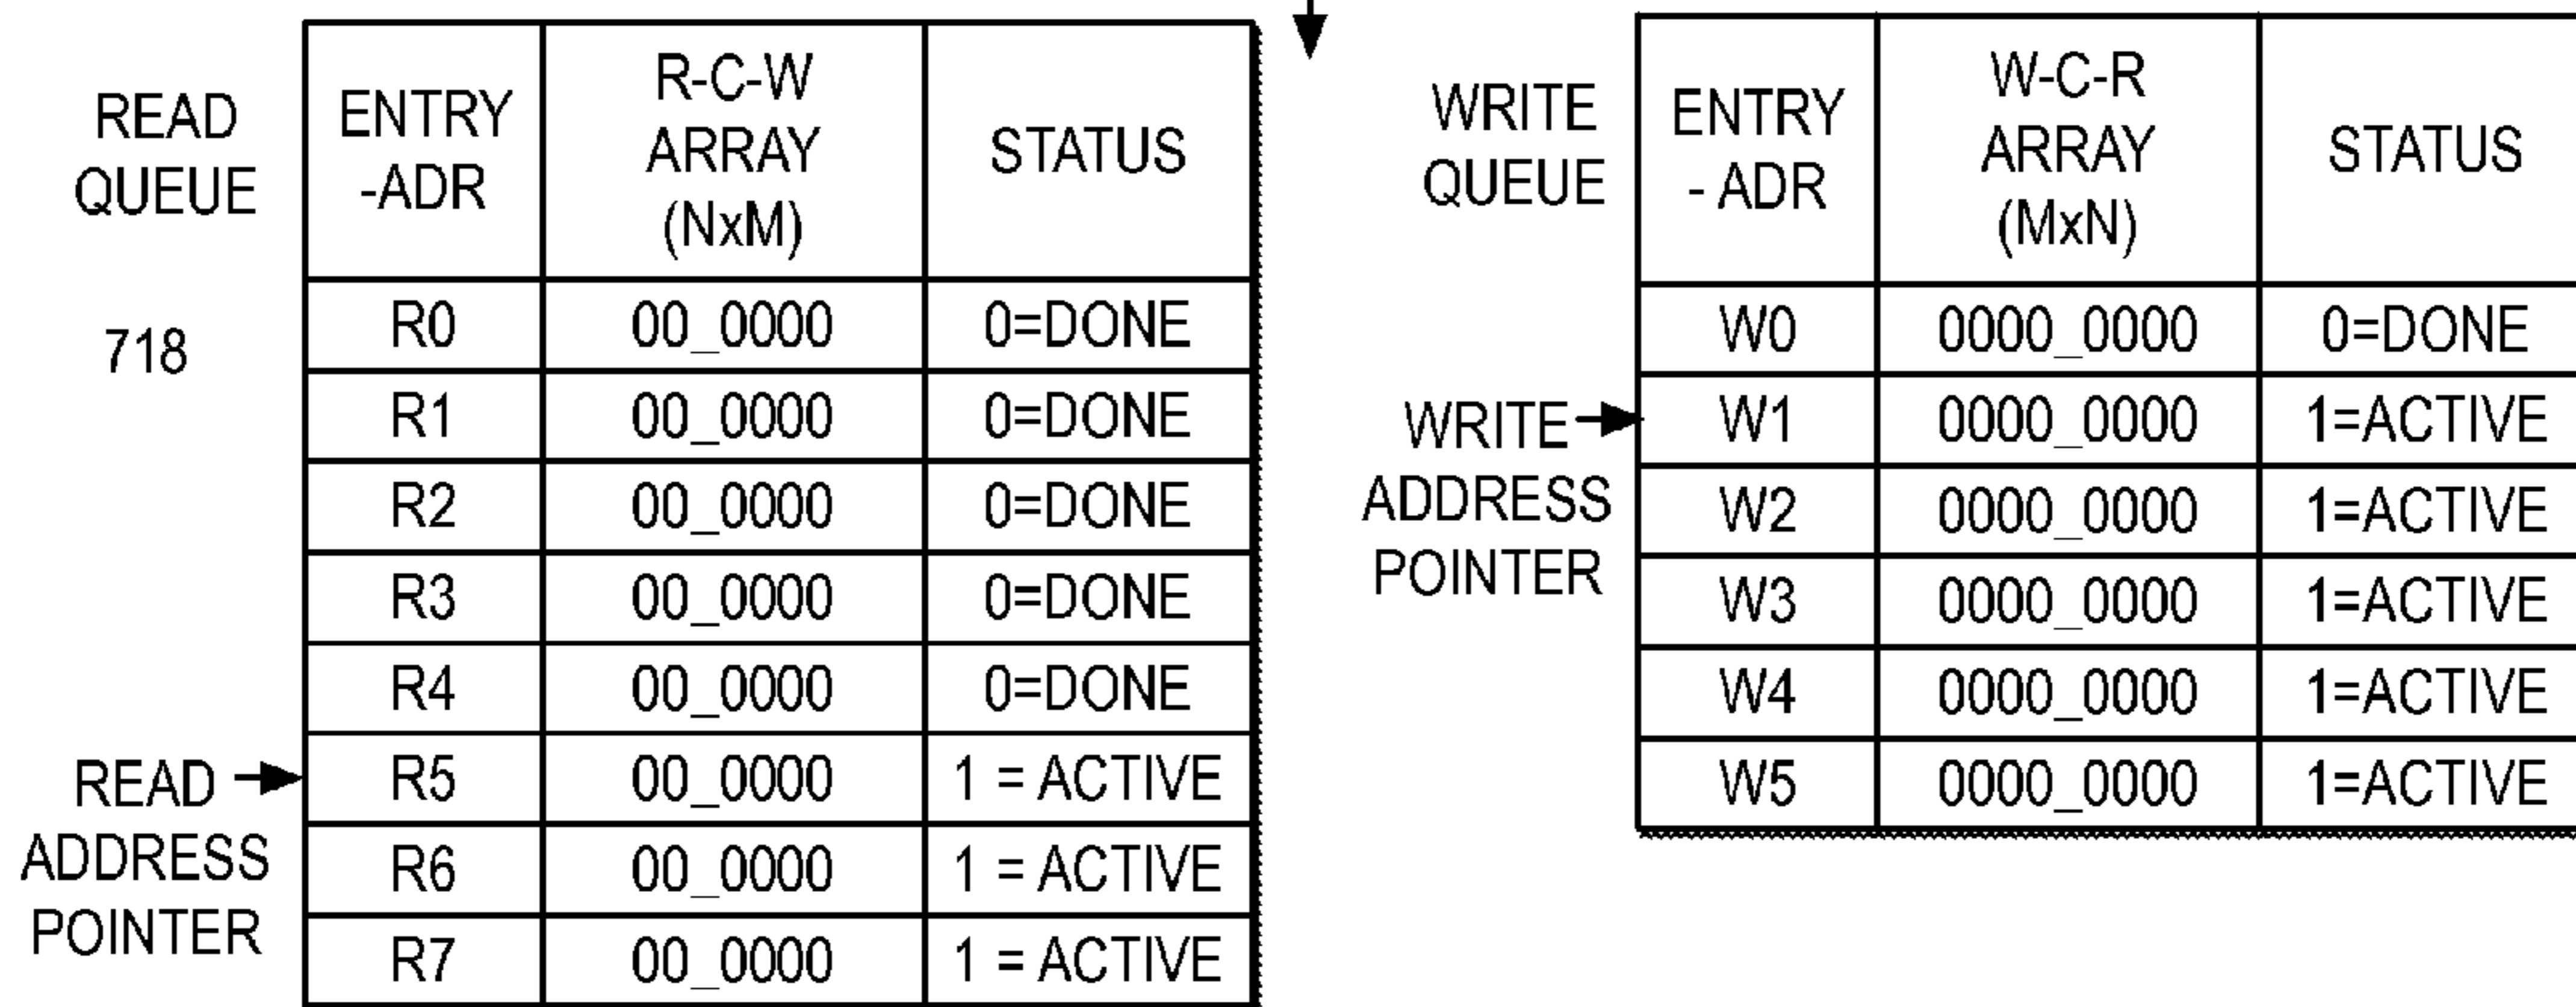 READ
QUEUE
718
READ
ADDRESS
POINTER
ENTRY
-ADR
R-C-W
ARRAY
(NxM)
STATUS
R0 00_0000 0=DONE
R1 00_0000 0=DONE
R2 00_0000 0=DONE
R3 00_0000 0=DONE
R4 00_0000 0=DONE
R5 00_0000 1 = ACTIVE
R6 00_0000 1 = ACTIVE
R7 00_0000 1 = ACTIVE
WRITE
QUEUE
WRITE
ADDRESS
POINTER
ENTRY
- ADR
W-C-R
ARRAY
(MxN)
STATUS
W0 0000_0000 0=DONE
W1 0000_0000 1=ACTIVE
W2 0000_0000 1=ACTIVE
W3 0000_0000 1=ACTIVE
W4 0000_0000 1=ACTIVE
W5 0000_0000 1=ACTIVE